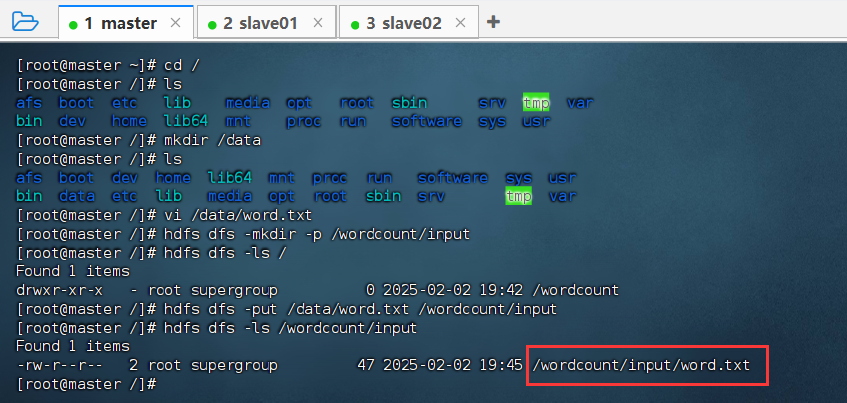 1 master × 2 slave01 × 3 slave02 × +
[root@master ~]# cd /
[root@master /]# ls
afs boot etc lib media opt root sbin srv tmp var
bin dev home lib64 mnt proc run software sys usr
[root@master /]# mkdir /data
[root@master /]# ls
afs boot dev home lib64 mnt proc run software sys usr
bin data etc lib media opt root sbin srv tmp var
[root@master /]# vi /data/word.txt
[root@master /]# hdfs dfs -mkdir -p /wordcount/input
[root@master /]# hdfs dfs -ls /
Found 1 items
drwxr-xr-x - root supergroup 0 2025-02-02 19:42 /wordcount
[root@master /]# hdfs dfs -put /data/word.txt /wordcount/input
[root@master /]# hdfs dfs -ls /wordcount/input
Found 1 items
-rw-r--r-- 2 root supergroup 47 2025-02-02 19:45 /wordcount/input/word.txt
[root@master /]#